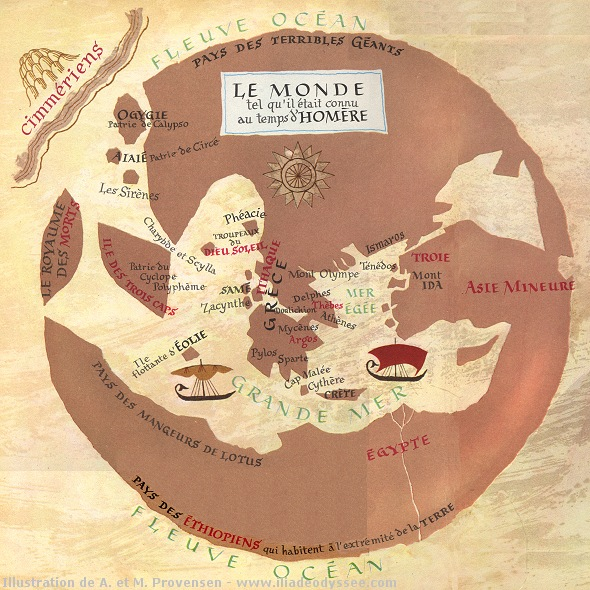 FLEUVE OCÉAN
PAYS DES TERRIBLES GÉANTS
cimmériens
LE MONDE
tel qu'il était connu
au temps d'HOMÈRE
OGYGIE
Patrie de Calypso
AIAIÉ Patrie de Circé
Les Sirènes
Charybde et Scylla
LE ROYAUME
DES MORTS
ILE DES TROIS CAPS
Patrie du
Cyclope
Polyphème
Phéacie
TROUPEAUX
DU
DIEU SOLEIL
ITHAQUE
SAMÉ
Zacynthe
GRÈCE
Ismaros
Mont Olympe
Ténédos
TROIE
Mont
IDA
ASIE MINEURE
MER
ÉGÉE
Delphes
Doulichion
Thèbes
Mycènes
Athènes
Argos
Pylos
Sparte
Cap Malée
Cythère
CRÈTE
Ile
flottante d'ÉOLIE
GRANDE MER
PAYS DES MANGEURS DE LOTUS
ÉGYPTE
PAYS DES ÉTHIOPIENS qui habitent à l'extrémité de la TERRE
FLEUVE OCÉAN
Illustration de A. et M. Provensen - www.iliadeodyssee.com